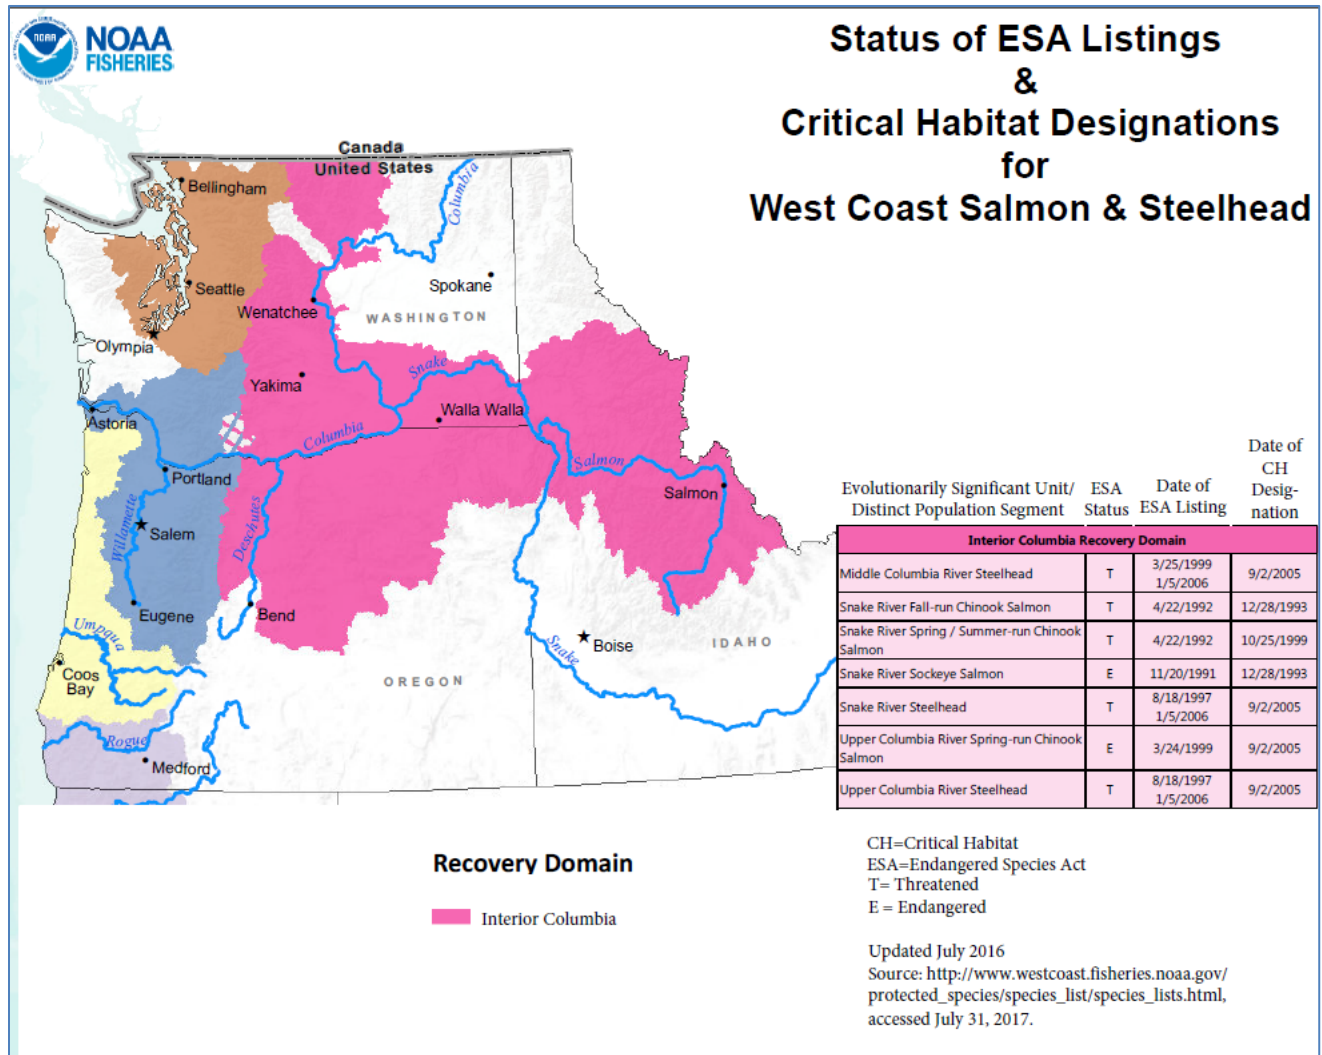 NOAA
NOAA
FISHERIES
Status of ESA Listings
&
Critical Habitat Designations
for
West Coast Salmon & Steelhead
Canada
United States
Bellingham
Columbia
Seattle
Spokane
Wenatchee
WASHINGTON
Olympia
Snake
Yakima
Walla Walla
Astoria
Columbia
Salmon
Portland
Salmon
Willamette
Deschutes
Salem
Eugene
Bend
Umpqua
Boise
IDAHO
Snake
Coos
Bay
OREGON
Rogue
Medford
Evolutionarily Significant Unit/
Distinct Population Segment
ESA
Status
Date of
ESA Listing
Date of
CH
Desig-
nation
Interior Columbia Recovery Domain
Middle Columbia River Steelhead T 3/25/1999 9/2/2005
1/5/2006
Snake River Fall-run Chinook Salmon T 4/22/1992 12/28/1993
Snake River Spring / Summer-run Chinook T 4/22/1992 10/25/1999
Salmon
Snake River Sockeye Salmon E 11/20/1991 12/28/1993
Snake River Steelhead T 8/18/1997 9/2/2005
1/5/2006
Upper Columbia River Spring-run Chinook E 3/24/1999 9/2/2005
Salmon
Upper Columbia River Steelhead T 8/18/1997 9/2/2005
1/5/2006
Recovery Domain
Interior Columbia
CH=Critical Habitat
ESA=Endangered Species Act
T= Threatened
E = Endangered
Updated July 2016
Source: http://www.westcoast.fisheries.noaa.gov/
protected_species/species_list/species_lists.html,
accessed July 31, 2017.